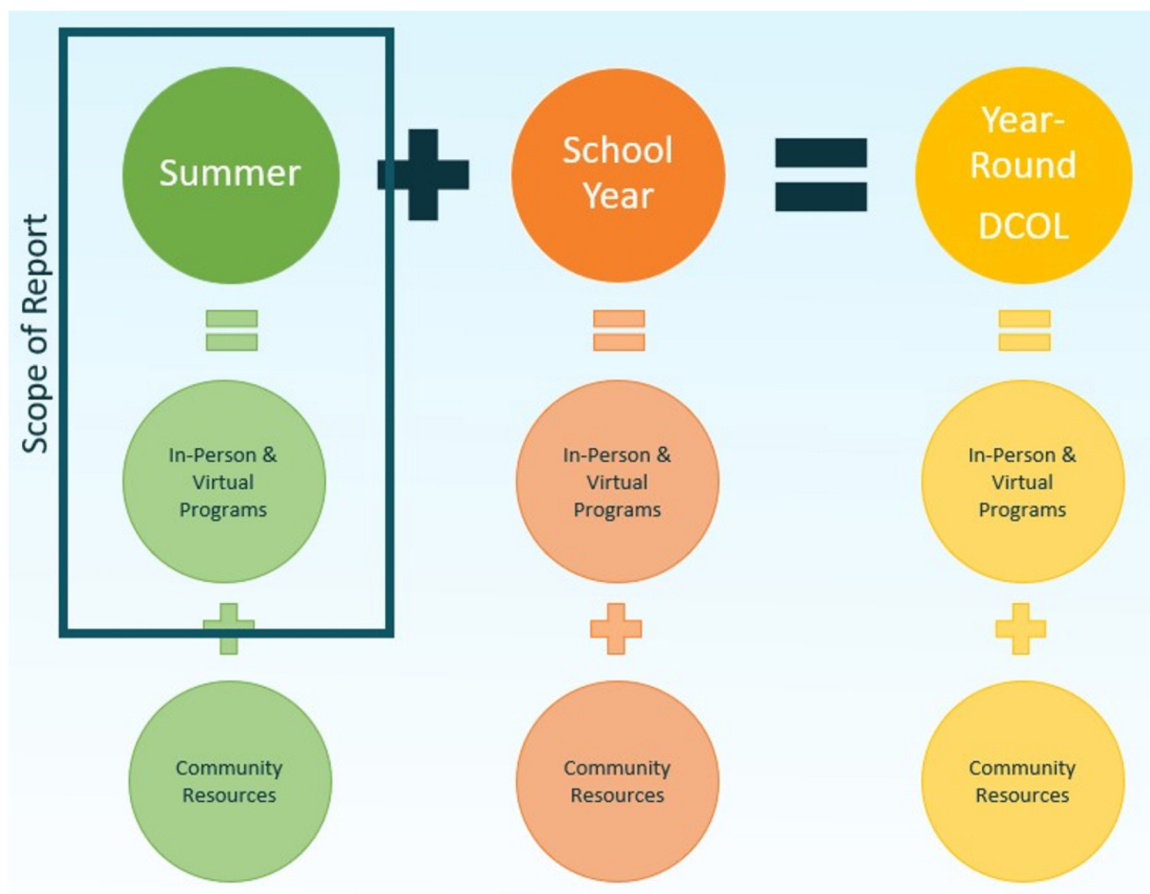 Scope of Report
Summer
School
Year
Year-
Round
DCOL
In-Person &
Virtual
Programs
In-Person &
Virtual
Programs
In-Person &
Virtual
Programs
Community
Resources
Community
Resources
Community
Resources